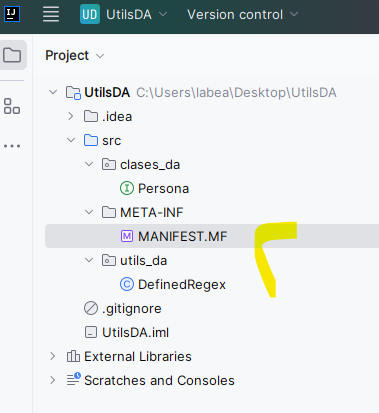 UD UtilsDA Version control
Project
UtilsDA C:\Users\labea\Desktop\UtilsDA
.idea
src
clases_da
I Persona
META-INF
M MANIFEST.MF
utils_da
C DefinedRegex
.gitignore
UtilsDA.iml
External Libraries
Scratches and Consoles